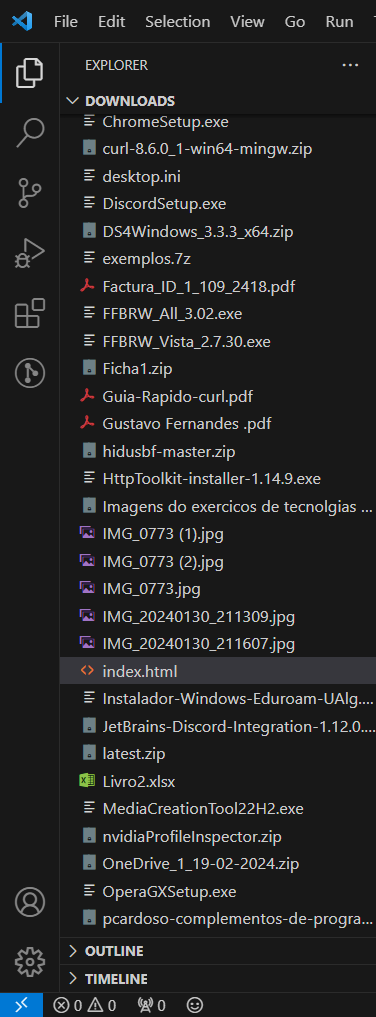 File Edit Selection View Go Run
EXPLORER ...
DOWNLOADS
ChromeSetup.exe
curl-8.6.0_1-win64-mingw.zip
desktop.ini
DiscordSetup.exe
DS4Windows_3.3.3_x64.zip
exemplos.7z
Factura_ID_1_109_2418.pdf
FFBRW_All_3.02.exe
FFBRW_Vista_2.7.30.exe
Ficha1.zip
Guia-Rapido-curl.pdf
Gustavo Fernandes .pdf
hidusbf-master.zip
HttpToolkit-installer-1.14.9.exe
Imagens do exercicos de tecnolgias ...
IMG_0773 (1).jpg
IMG_0773 (2).jpg
IMG_0773.jpg
IMG_20240130_211309.jpg
IMG_20240130_211607.jpg
index.html
Instalador-Windows-Eduroam-UAlg....
JetBrains-Discord-Integration-1.12.0....
latest.zip
Livro2.xlsx
MediaCreationTool22H2.exe
nvidiaProfileInspector.zip
OneDrive_1_19-02-2024.zip
OperaGXSetup.exe
pcardoso-complementos-de-progra...
OUTLINE
TIMELINE
0 0 0